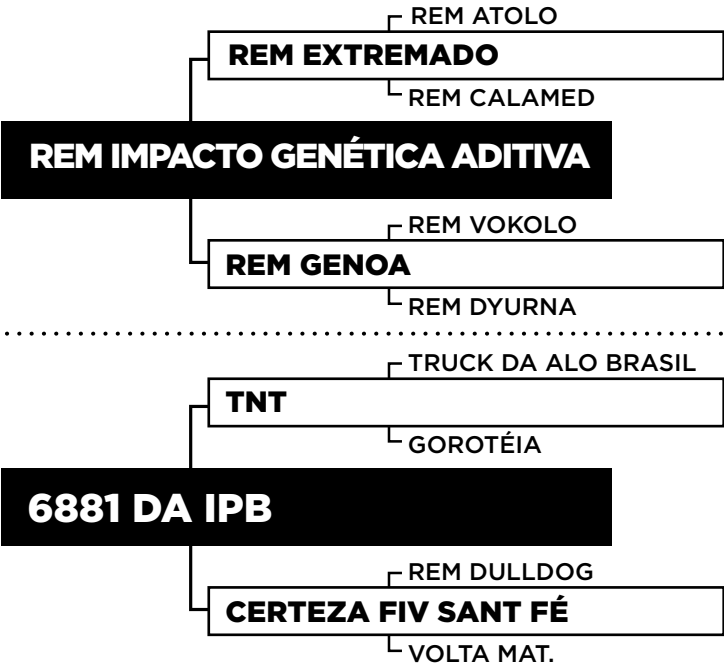 REM ATOLO
REM EXTREMADO
REM CALAMED
REM IMPACTO GENÉTICA ADITIVA
REM VOKOLO
REM GENOA
REM DYURNA
TRUCK DA ALO BRASIL
TNT
GOROTÉIA
6881 DA IPB
REM DULLDOG
CERTEZA FIV SANT FÉ
VOLTA MAT.